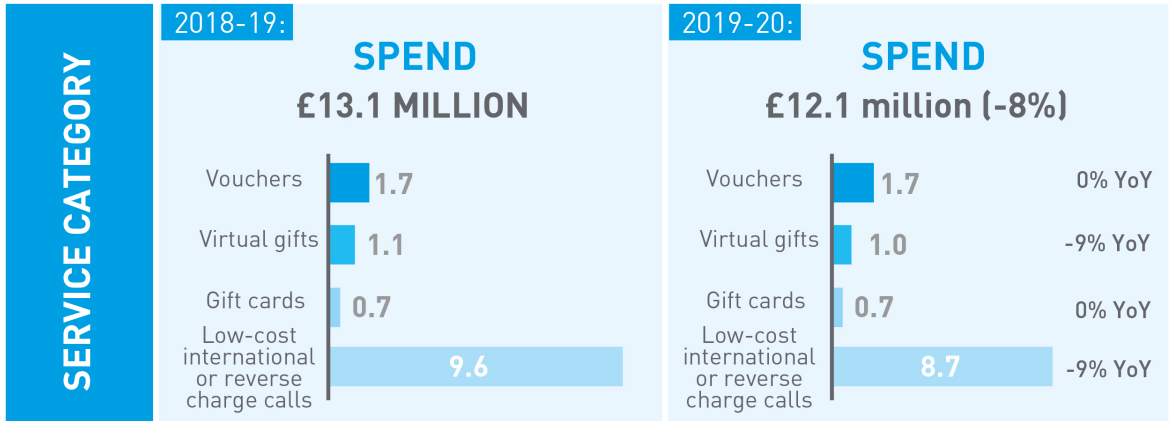 SERVICE CATEGORY
2018-19:
SPEND
£13.1 MILLION
Vouchers
1.7
Virtual gifts
1.1
Gift cards
0.7
Low-cost
international
or reverse
charge calls
9.6
2019-20:
SPEND
£12.1 million (-8%)
Vouchers
1.7
0% YoY
Virtual gifts
1.0
-9% YoY
Gift cards
0.7
0% YoY
Low-cost
international
or reverse
charge calls
8.7
-9% YoY